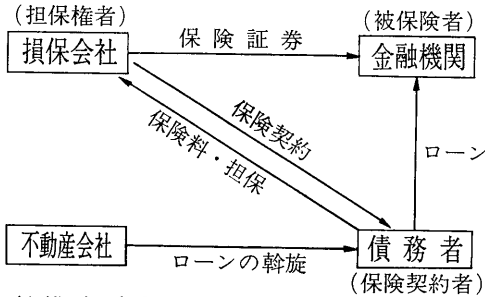 (担保権者)
(被保険者)
損保会社
保険証券
金融機関
保険契約
保険料・担保
ローン
不動産会社
ローンの斡旋
債務者
(保険契約者)